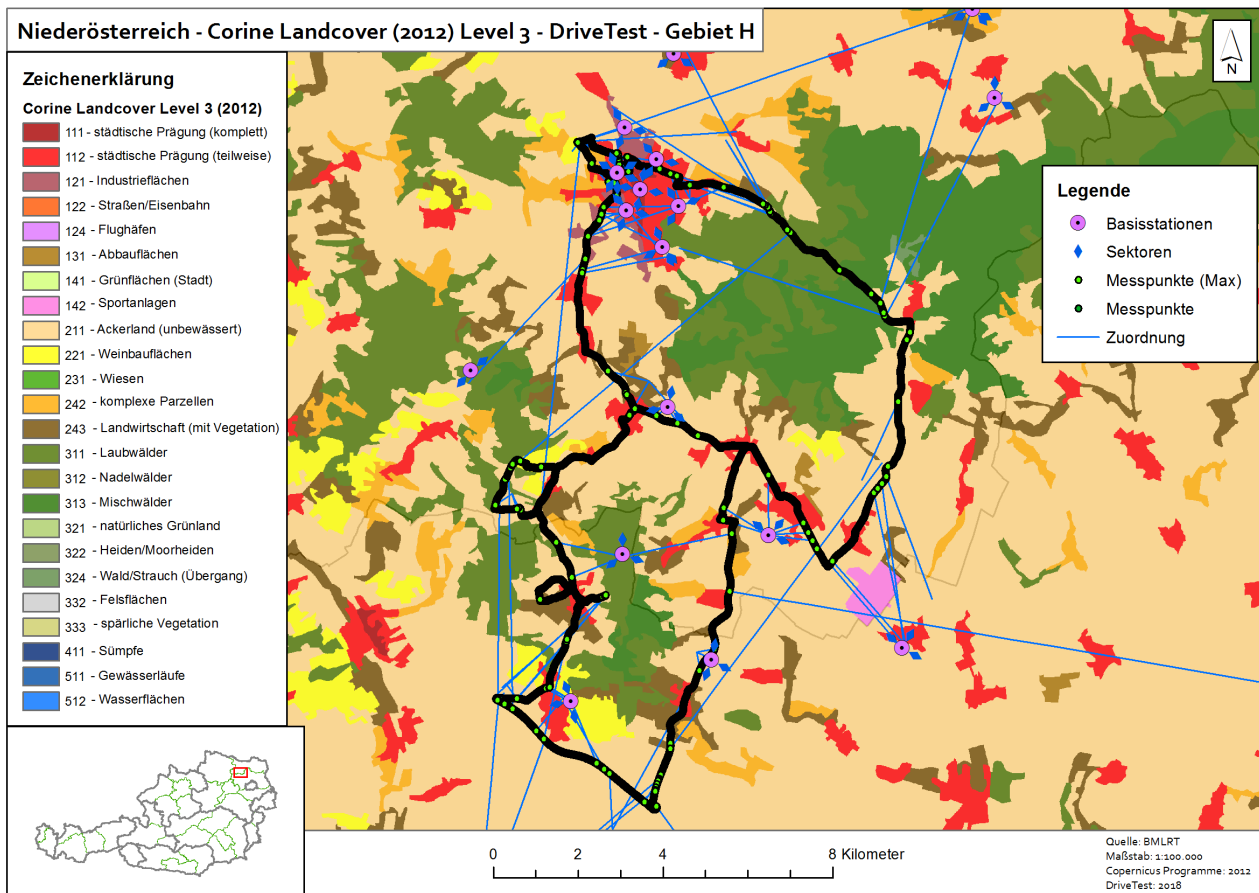 Niederösterreich - Corine Landcover (2012) Level 3 - DriveTest - Gebiet H
Zeichenerklärung
Corine Landcover Level 3 (2012)
111 - städtische Prägung (komplett)
112 - städtische Prägung (teilweise)
121 - Industrieflächen
122 - Straßen/Eisenbahn
124 - Flughäfen
131 - Abbauflächen
141 - Grünflächen (Stadt)
142 - Sportanlagen
211 - Ackerland (unbewässert)
221 - Weinbauflächen
231 - Wiesen
242 - komplexe Parzellen
243 - Landwirtschaft (mit Vegetation)
311 - Laubwälder
312 - Nadelwälder
313 - Mischwälder
321 - natürliches Grünland
322 - Heiden/Moorheiden
324 - Wald/Strauch (Übergang)
332 - Felsflächen
333 - spärliche Vegetation
411 - Sümpfe
511 - Gewässerläufe
512 - Wasserflächen
N
Legende
Basisstationen
Sektoren
Messpunkte (Max)
Messpunkte
Zuordnung
0 2 4 8 Kilometer
Quelle: BMLRT
Maßstab: 1:100.000
Copernicus Programme: 2012
DriveTest: 2018